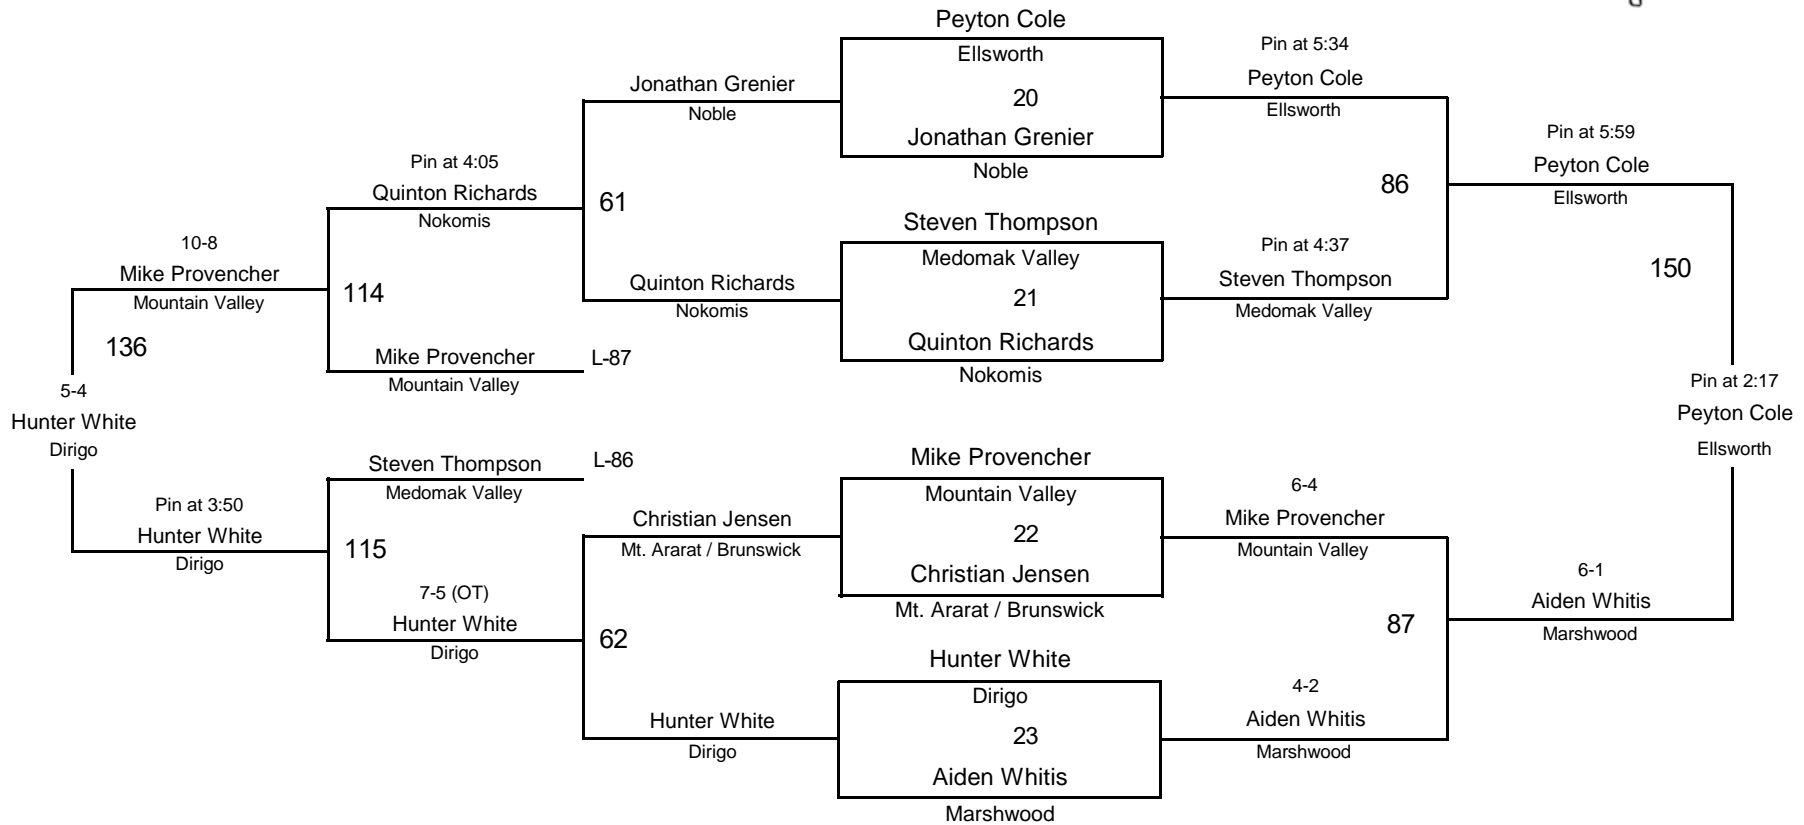 Peyton Cole
Ellsworth
20
Jonathan Grenier
Noble
Pin at 5:34
Peyton Cole
Ellsworth
Jonathan Grenier
Noble
Pin at 5:59
Peyton Cole
Ellsworth
Pin at 4:05
Quinton Richards
Nokomis
61
86
Steven Thompson
Medomak Valley
21
Quinton Richards
Nokomis
Pin at 4:37
Steven Thompson
Medomak Valley
150
10-8
Mike Provencher
Mountain Valley
114
Quinton Richards
Nokomis
136
Mike Provencher
Mountain Valley
L-87
5-4
Hunter White
Dirigo
Pin at 2:17
Peyton Cole
Ellsworth
Steven Thompson
Medomak Valley
L-86
Mike Provencher
Mountain Valley
22
Christian Jensen
Mt. Ararat / Brunswick
6-4
Mike Provencher
Mountain Valley
Pin at 3:50
Hunter White
Dirigo
115
Christian Jensen
Mt. Ararat / Brunswick
6-1
Aiden Whitis
Marshwood
7-5 (OT)
Hunter White
Dirigo
62
87
Hunter White
Dirigo
23
Aiden Whitis
Marshwood
4-2
Aiden Whitis
Marshwood
Hunter White
Dirigo